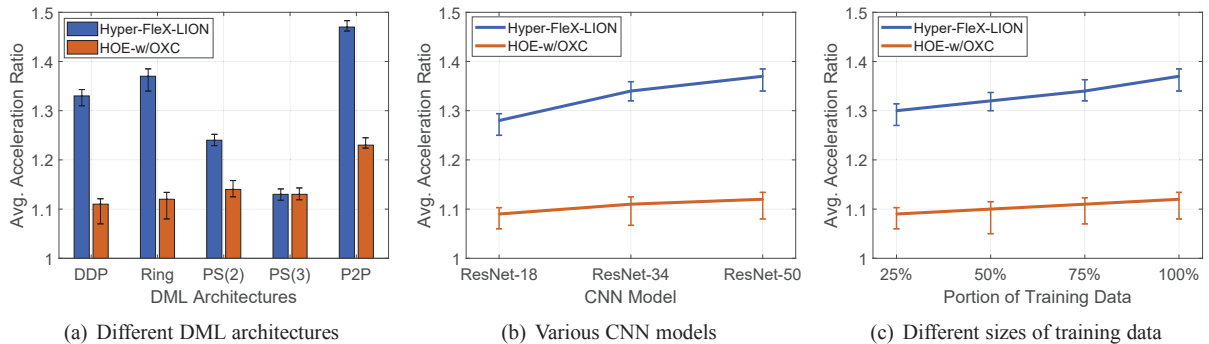 Avg. Acceleration Ratio
1.5
1.4
1.3
1.2
1.1
1
Hyper-FleX-LION
HOE-w/OXC
DDP Ring PS(2) PS(3) P2P
DML Architectures
(a) Different DML architectures
Avg. Acceleration Ratio
1.5
1.4
1.3
1.2
1.1
1
Hyper-FleX-LION
HOE-w/OXC
ResNet-18 ResNet-34 ResNet-50
CNN Model
(b) Various CNN models
Avg. Acceleration Ratio
1.5
1.4
1.3
1.2
1.1
1
Hyper-FleX-LION
HOE-w/OXC
25% 50% 75% 100%
Portion of Training Data
(c) Different sizes of training data